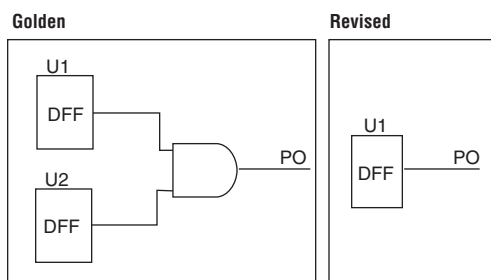 Golden
U1
DFF
U2
DFF
PO
Revised
U1
DFF
PO